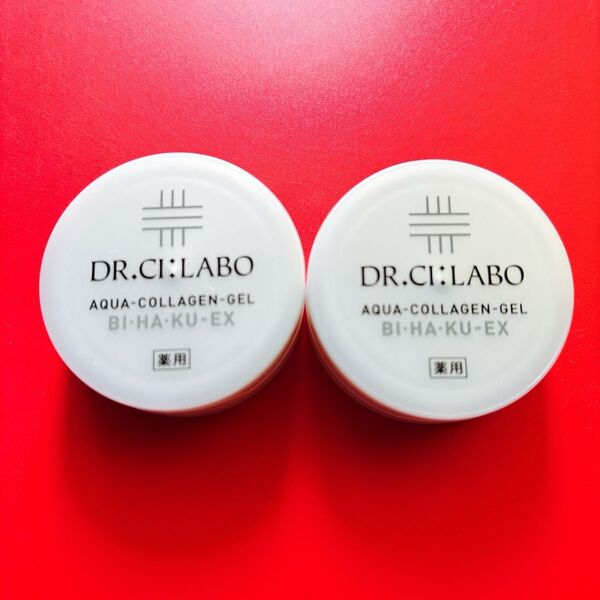 DR.CI:LABO
AQUA-COLLAGEN-GEL
BI·HA·KU-EX
薬用
DR.CI:LABO
AQUA-COLLAGEN-GEL
BI·HA·KU-EX
薬用